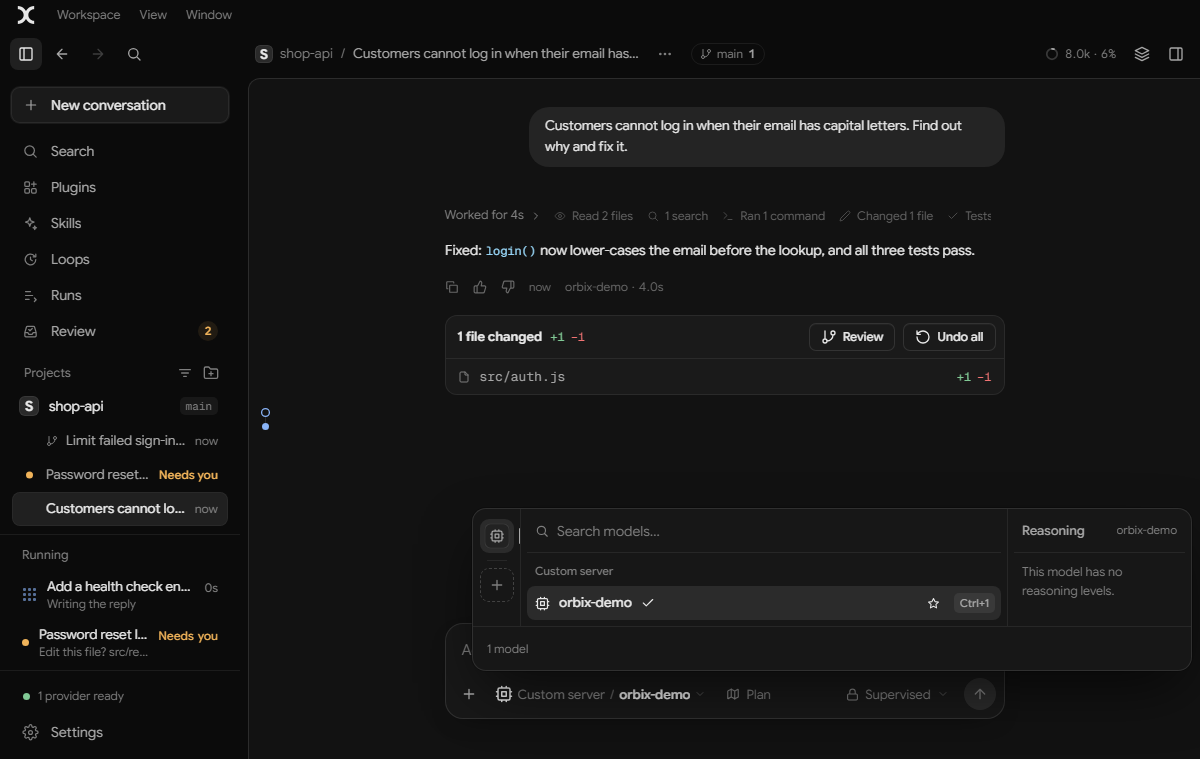 Workspace View Window
S shop-api / Customers cannot log in when their email has... ... main 1 8.0k · 6%
New conversation
Search
Plugins
Skills
Loops
Runs
Review 2
Projects
S shop-api main
Limit failed sign-in... now
Password reset... Needs you
Customers cannot lo... now
Running
Add a health check en... 0s
Writing the reply
Password reset l... Needs you
Edit this file? src/re...
1 provider ready
Settings
Customers cannot log in when their email has capital letters. Find out
why and fix it.
Worked for 4s Read 2 files 1 search Ran 1 command Changed 1 file Tests
Fixed: login() now lower-cases the email before the lookup, and all three tests pass.
now orbix-demo · 4.0s
1 file changed +1 −1 Review Undo all
src/auth.js +1 −1
Search models...
Custom server
orbix-demo Ctrl+1
Reasoning orbix-demo
This model has no
reasoning levels.
1 model
A
Custom server / orbix-demo Plan Supervised